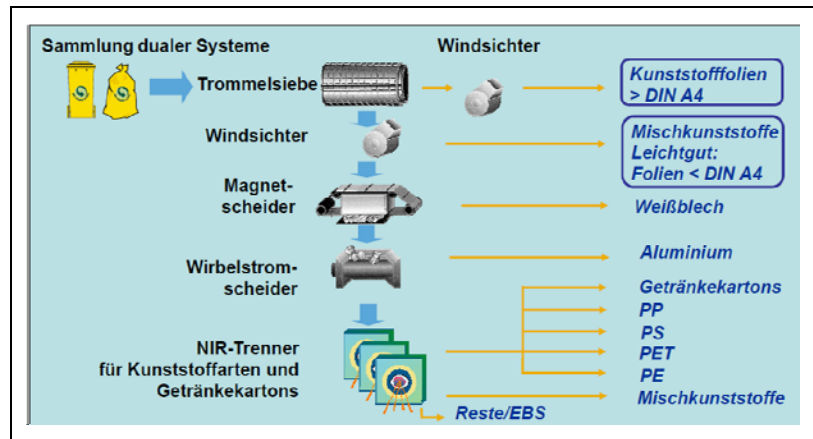 Sammlung dualer Systeme
Windsichter
Trommelsiebe
Kunststofffolien
> DIN A4
Windsichter
Mischkunststoffe
Leichtgut:
Folien < DIN A4
Magnet-
scheider
Weißblech
Wirbelstrom-
scheider
Aluminium
Getränkekartons
PP
PS
PET
PE
NIR-Trenner
für Kunststoffarten und
Getränkekartons
Mischkunststoffe
Reste/EBS